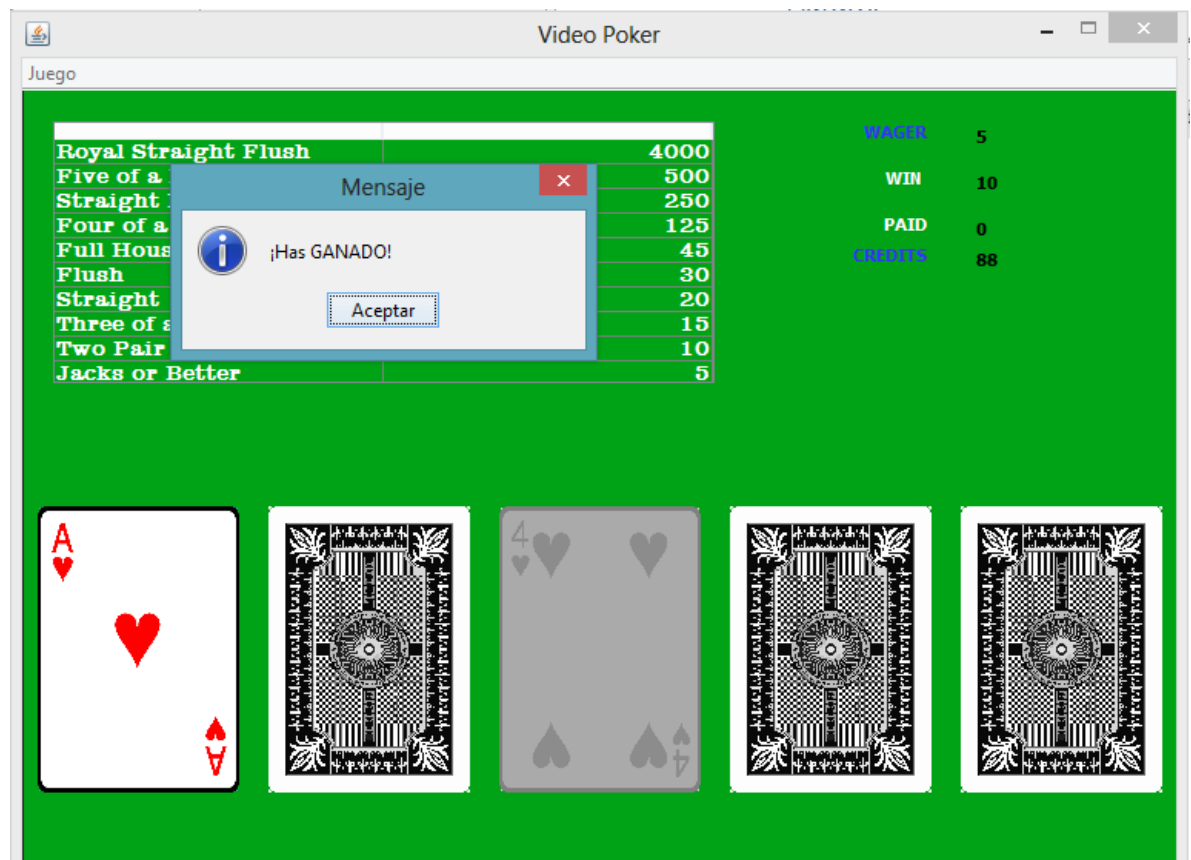 Video Poker
Juego
Royal Straight Flush 4000
Five of a 500
Straight 250
Four of a 125
Full Hous 45
Flush 30
Straight 20
Three of a 15
Two Pair 10
Jacks or Better 5
Mensaje
¡Has GANADO!
Aceptar
WAGER 5
WIN 10
PAID 0
CREDITS 88
A
A
4
4